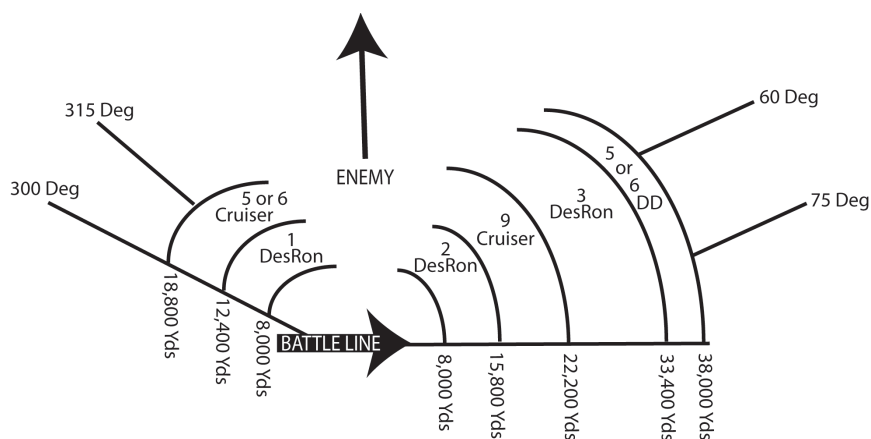 315 Deg
300 Deg
ENEMY
60 Deg
75 Deg
5 or 6
Cruiser
1
DesRon
2
DesRon
9
Cruiser
3
DesRon
5
or
6
DD
BATTLE LINE
18,800 Yds
12,400 Yds
8,000 Yds
8,000 Yds
15,800 Yds
22,200 Yds
33,400 Yds
38,000 Yds